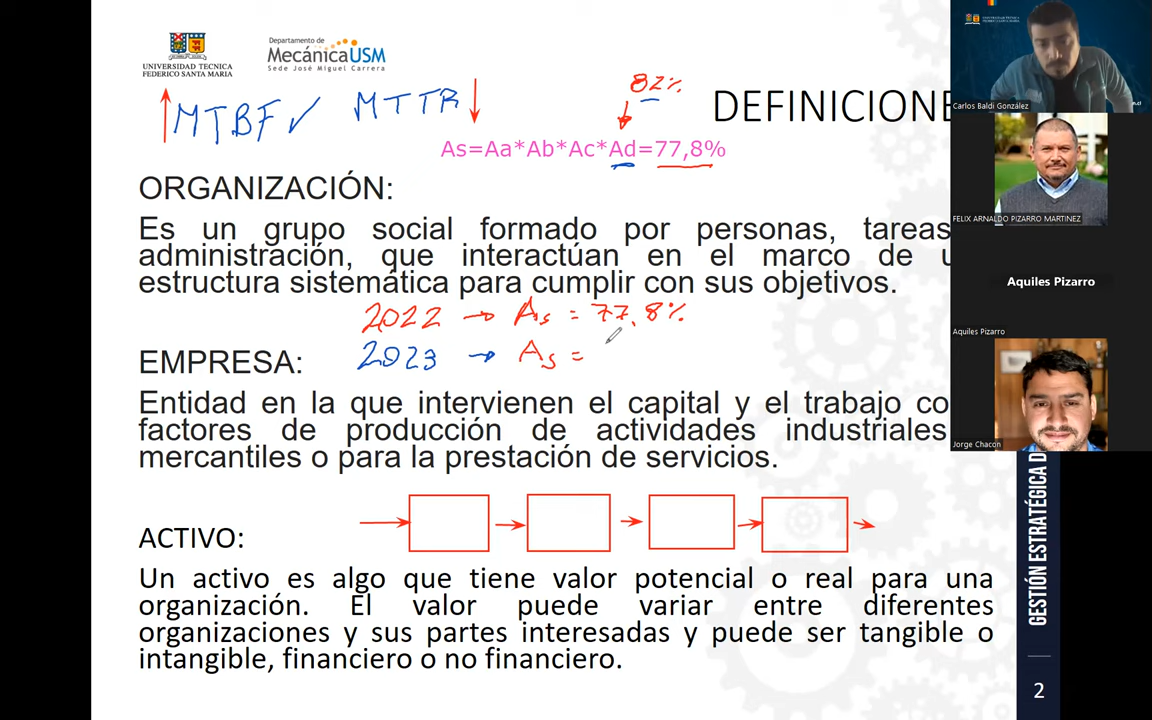 UNIVERSIDAD TECNICA
FEDERICO SANTA MARIA
Departamento de
MecánicaUSM
Sede José Miguel Carrera
UNIVERSIDAD TECNICA
Carlos Baldi González
↑MTBF✓ MTTR↓
82%
DEFINICIONE
As=Aa*Ab*Ac*Ad=77,8%
ORGANIZACIÓN:
Es un grupo social formado por personas, tareas
administración, que interactúan en el marco de u
estructura sistemática para cumplir con sus objetivos.
2022 → As = 77.8%
EMPRESA:
2023 → As =
Entidad en la que intervienen el capital y el trabajo co
factores de producción de actividades industriales
mercantiles o para la prestación de servicios.
ACTIVO:
Un activo es algo que tiene valor potencial o real para una
organización. El valor puede variar entre diferentes
organizaciones y sus partes interesadas y puede ser tangible o
intangible, financiero o no financiero.
FELIX ARNALDO PIZARRO MARTINEZ
Aquiles Pizarro
Aquiles Pizarro
Jorge Chacon
GESTIÓN ESTRATÉGICA D
2